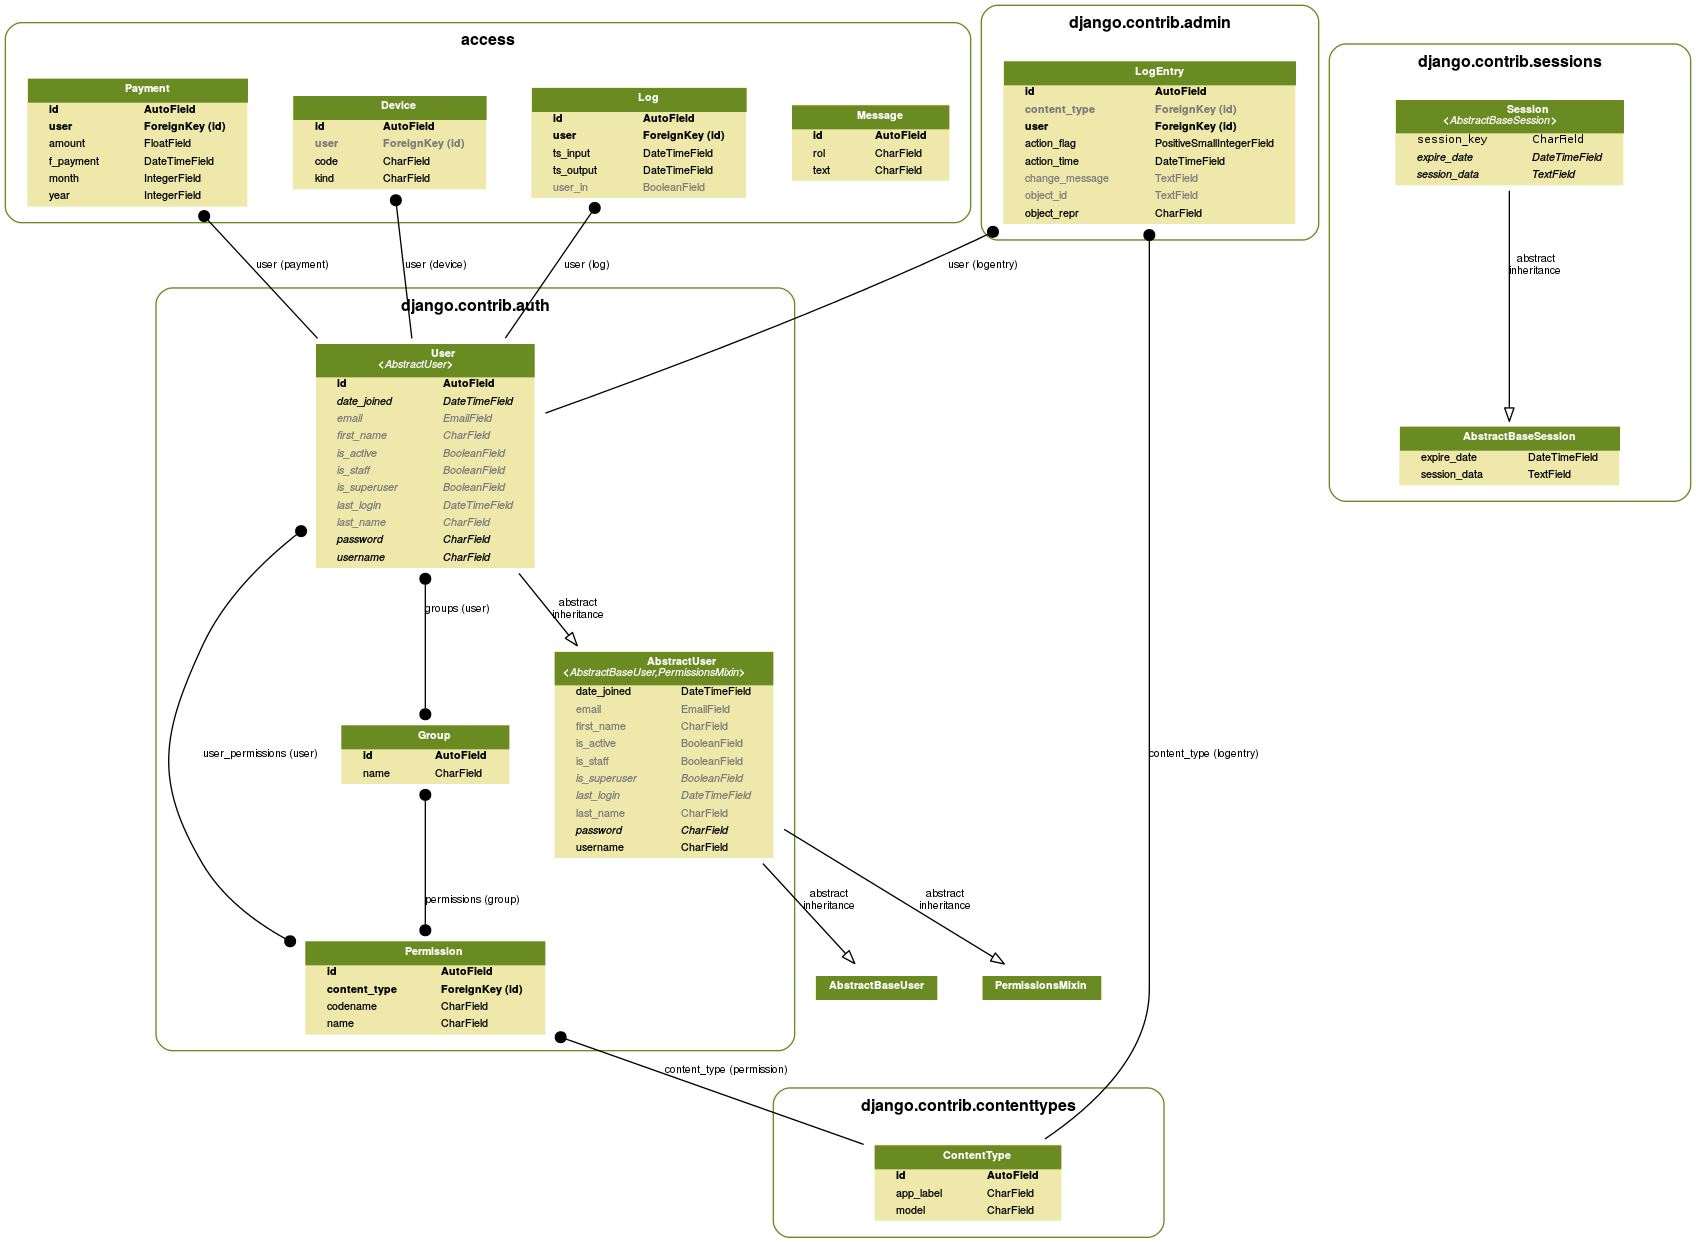 access
Payment
id AutoField
user ForeignKey (id)
amount FloatField
f_payment DateTimeField
month IntegerField
year IntegerField
Device
id AutoField
user ForeignKey (id)
code CharField
kind CharField
Log
id AutoField
user ForeignKey (id)
ts_input DateTimeField
ts_output DateTimeField
user_in BooleanField
Message
id AutoField
rol CharField
text CharField
django.contrib.admin
LogEntry
id AutoField
content_type ForeignKey (id)
user ForeignKey (id)
action_flag PositiveSmallIntegerField
action_time DateTimeField
change_message TextField
object_id TextField
object_repr CharField
django.contrib.sessions
Session
<AbstractBaseSession>
session_key CharField
expire_date DateTimeField
session_data TextField
abstract
inheritance
AbstractBaseSession
expire_date DateTimeField
session_data TextField
user (payment)
user (device)
user (log)
user (logentry)
django.contrib.auth
User
<AbstractUser>
id AutoField
date_joined DateTimeField
email EmailField
first_name CharField
is_active BooleanField
is_staff BooleanField
is_superuser BooleanField
last_login DateTimeField
last_name CharField
password CharField
username CharField
groups (user)
abstract
inheritance
AbstractUser
<AbstractBaseUser,PermissionsMixin>
date_joined DateTimeField
email EmailField
first_name CharField
is_active BooleanField
is_staff BooleanField
is_superuser BooleanField
last_login DateTimeField
last_name CharField
password CharField
username CharField
Group
id AutoField
name CharField
user_permissions (user)
content_type (logentry)
permissions (group)
abstract
inheritance
abstract
inheritance
Permission
id AutoField
content_type ForeignKey (id)
codename CharField
name CharField
AbstractBaseUser
PermissionsMixin
content_type (permission)
django.contrib.contenttypes
ContentType
id AutoField
app_label CharField
model CharField